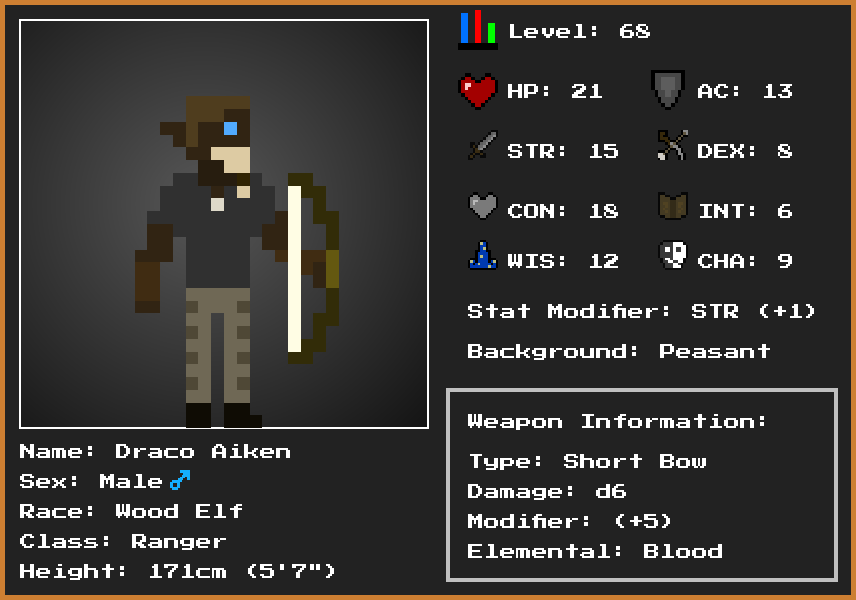 Level: 68
HP: 21 AC: 13
STR: 15 DEX: 8
CON: 18 INT: 6
WIS: 12 CHA: 9
Stat Modifier: STR (+1)
Background: Peasant
Weapon Information:
Type: Short Bow
Damage: d6
Modifier: (+5)
Elemental: Blood
Name: Draco Aiken
Sex: Male ♂
Race: Wood Elf
Class: Ranger
Height: 171cm (5'7")